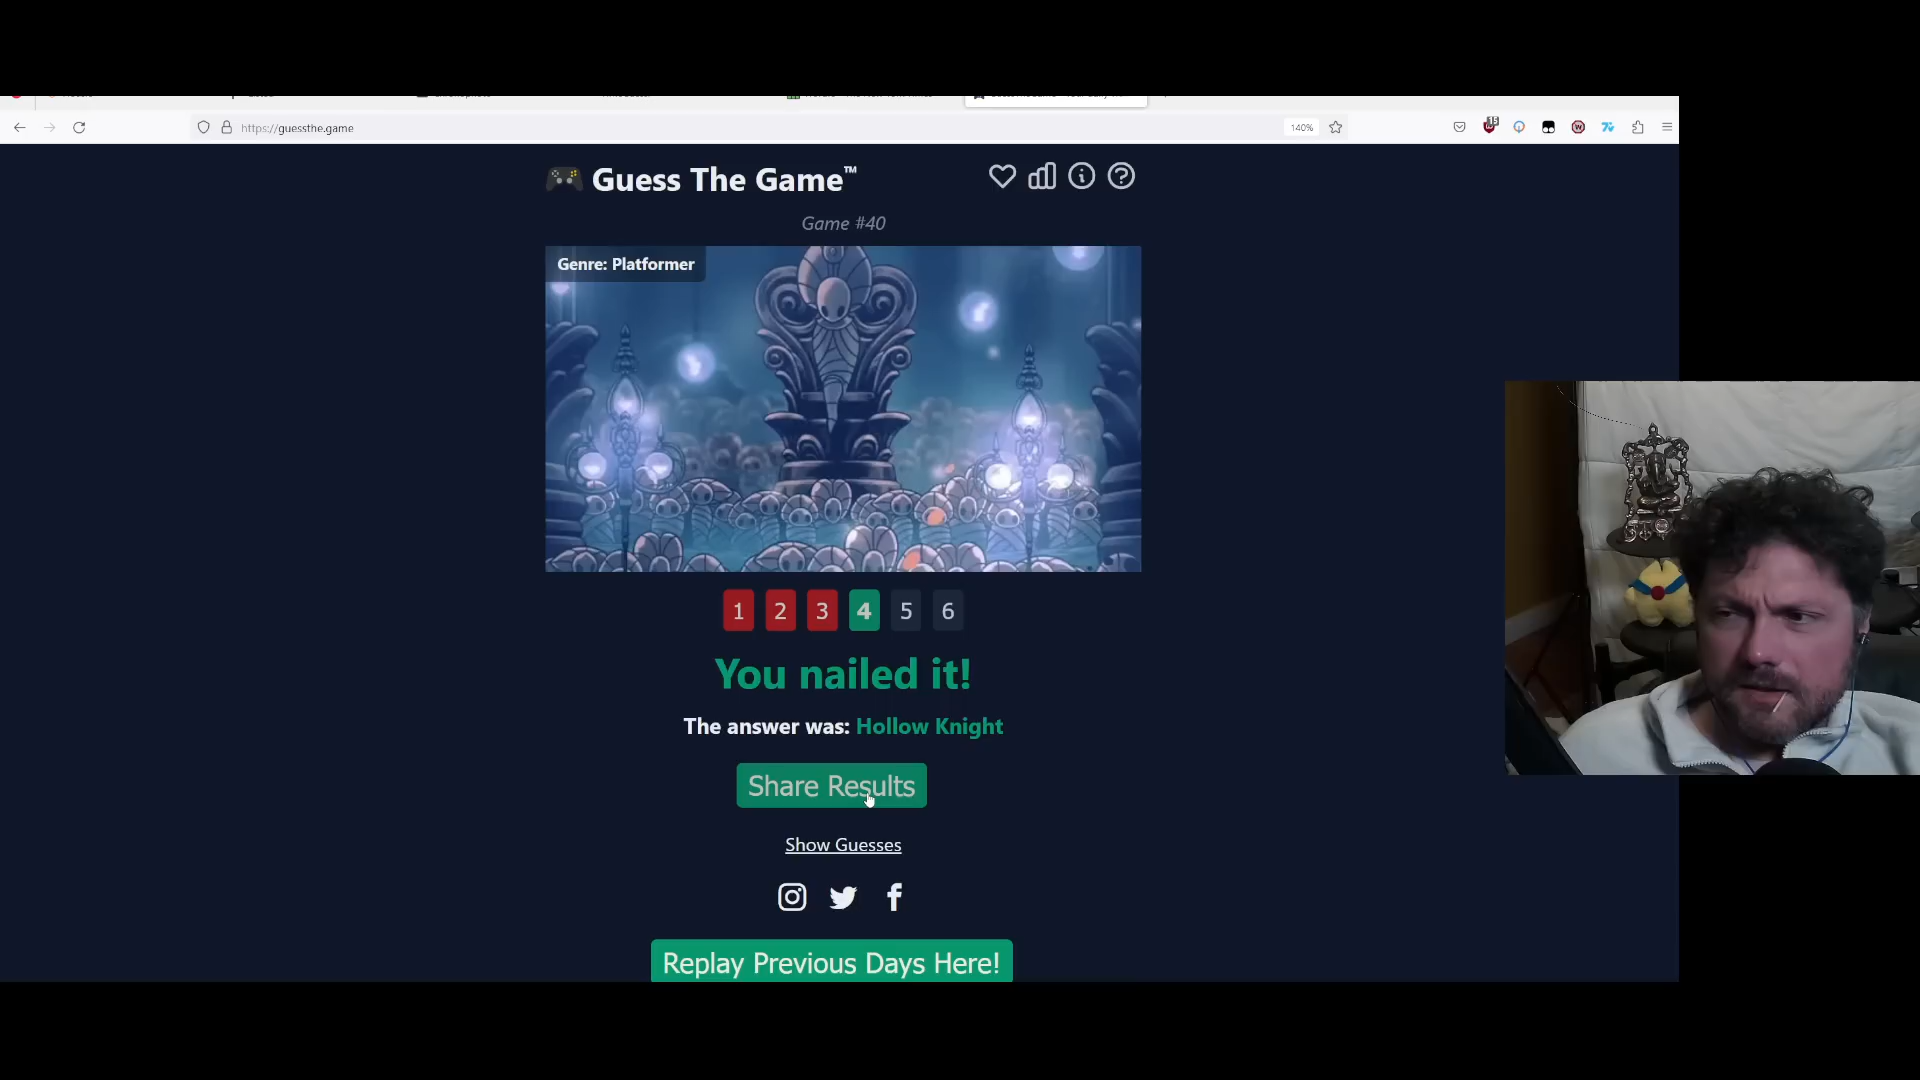 https://guessthe.game
140%
15
Guess The Game™
Game #40
Genre: Platformer
1 2 3 4 5 6
You nailed it!
The answer was: Hollow Knight
Share Results
Show Guesses
Replay Previous Days Here!